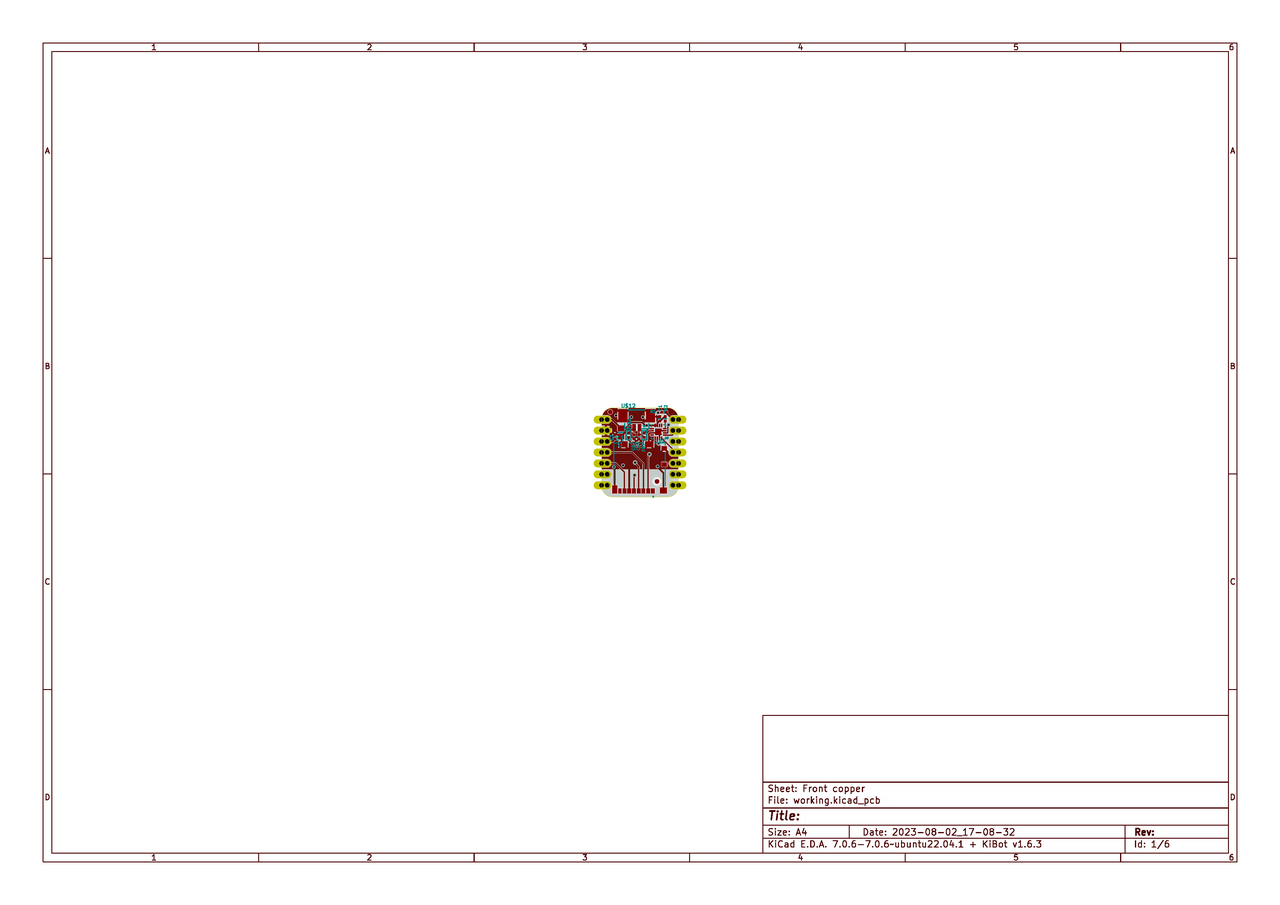 1 2 3 4 5 6
A A
B B
U$12
C C
D D
Sheet: Front copper
File: working.kicad_pcb
Title:
Size: A4 Date: 2023-08-02_17-08-32 Rev:
KiCad E.D.A. 7.0.6-7.0.6~ubuntu22.04.1 + KiBot v1.6.3 Id: 1/6
1 2 3 4 5 6